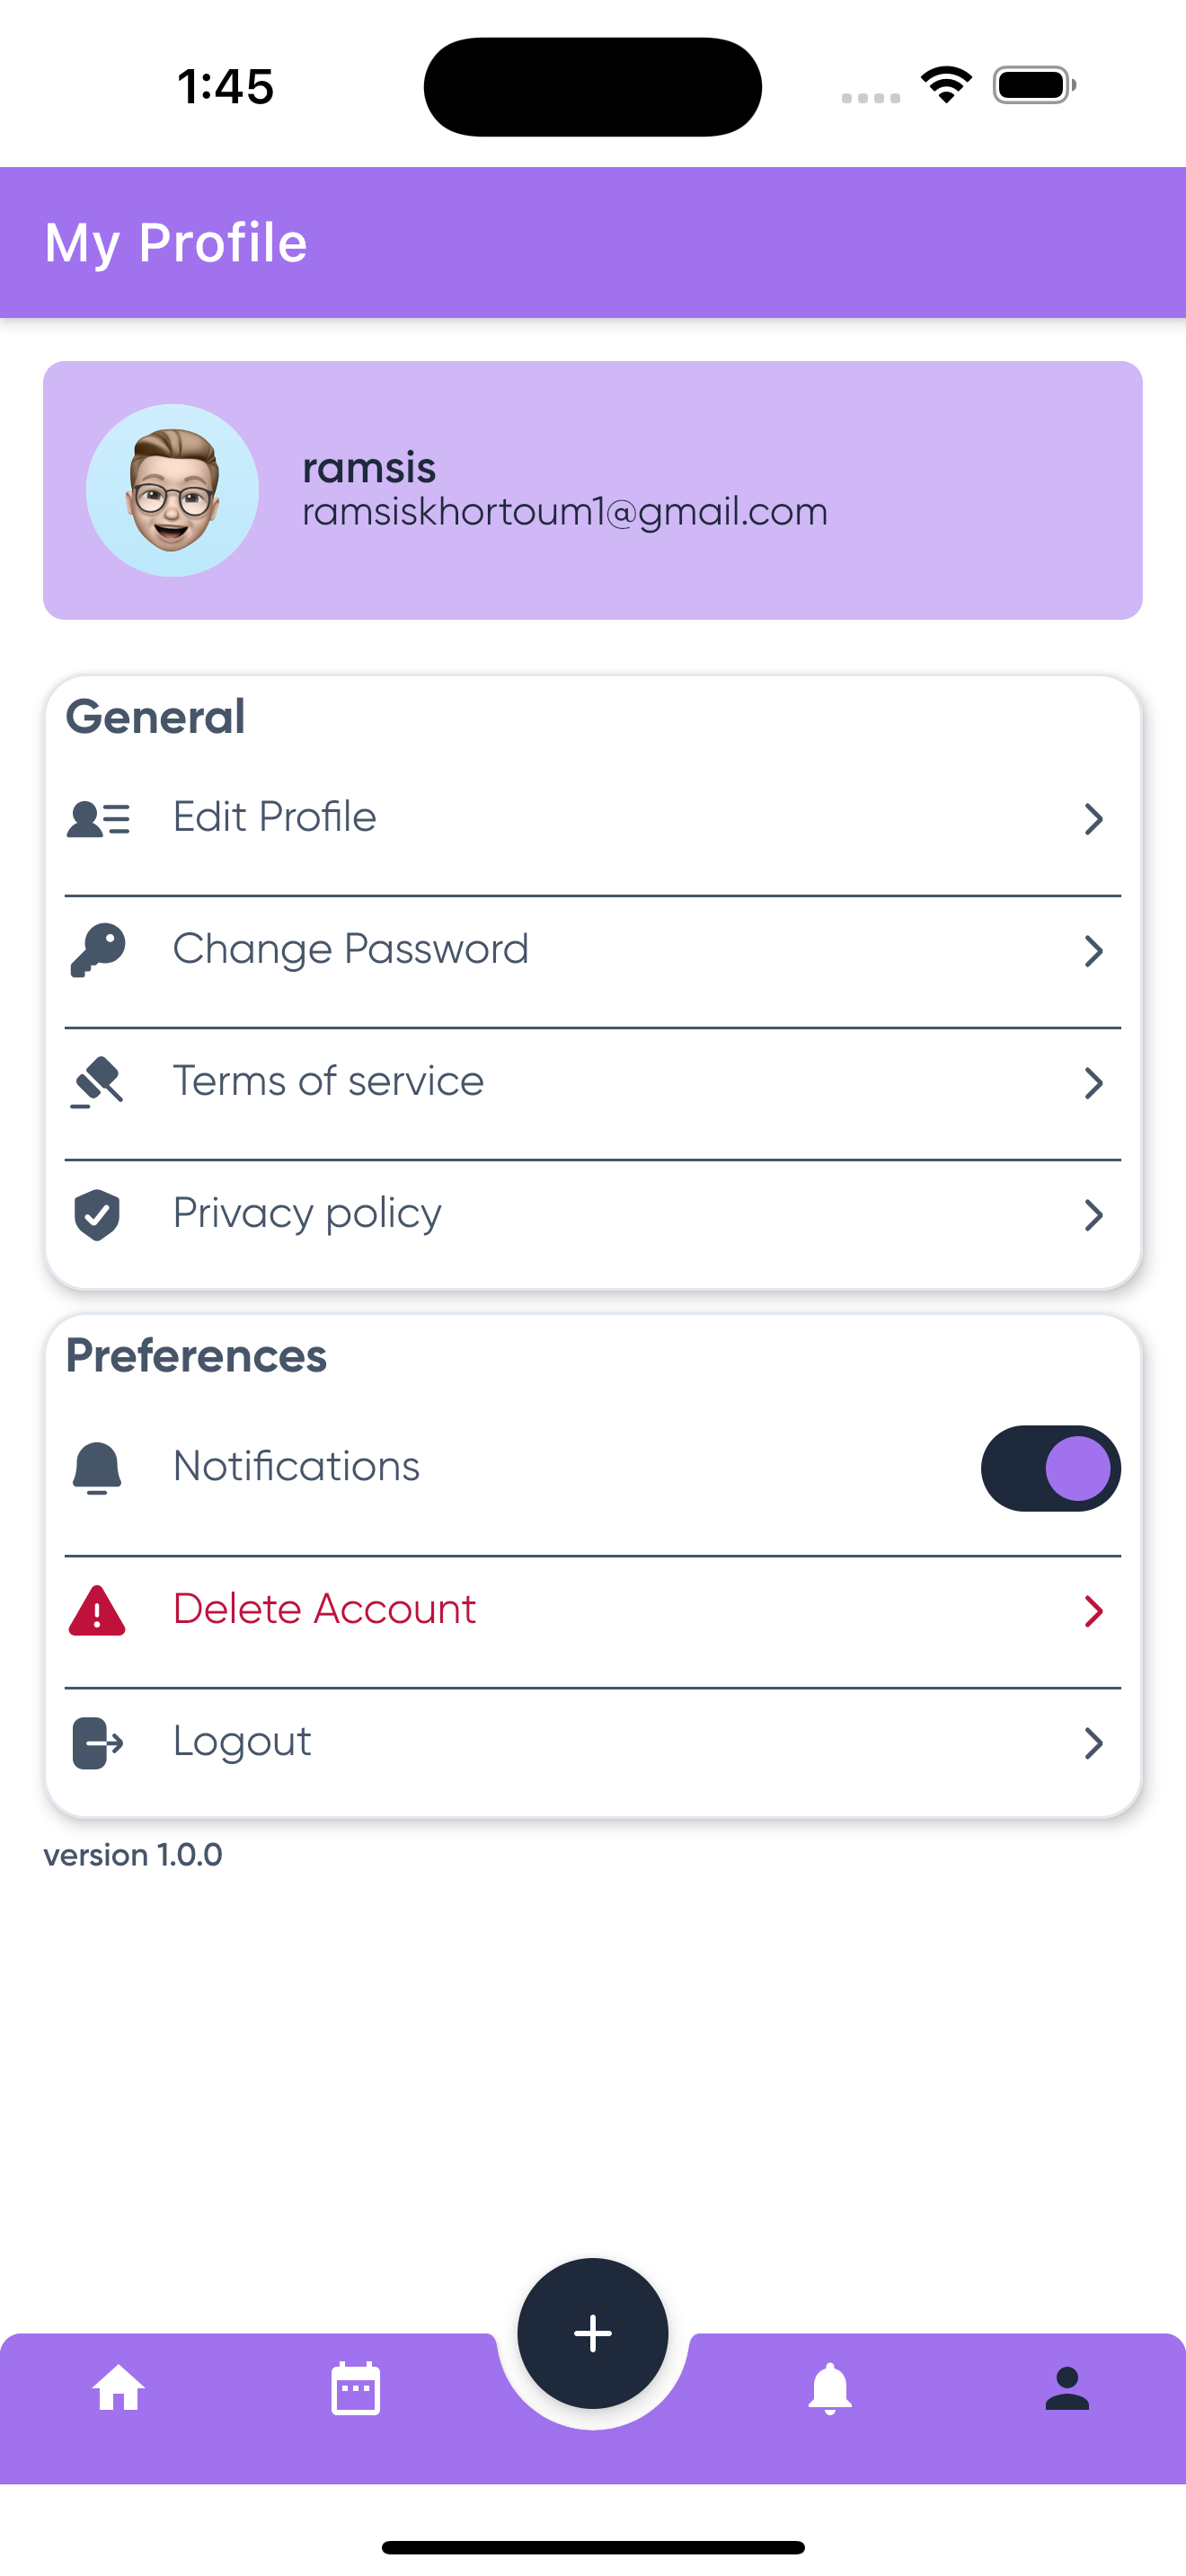 1:45
My Profile
ramsis
ramsiskhortoum1@gmail.com
General
Edit Profile
Change Password
Terms of service
Privacy policy
Preferences
Notifications
Delete Account
Logout
version 1.0.0